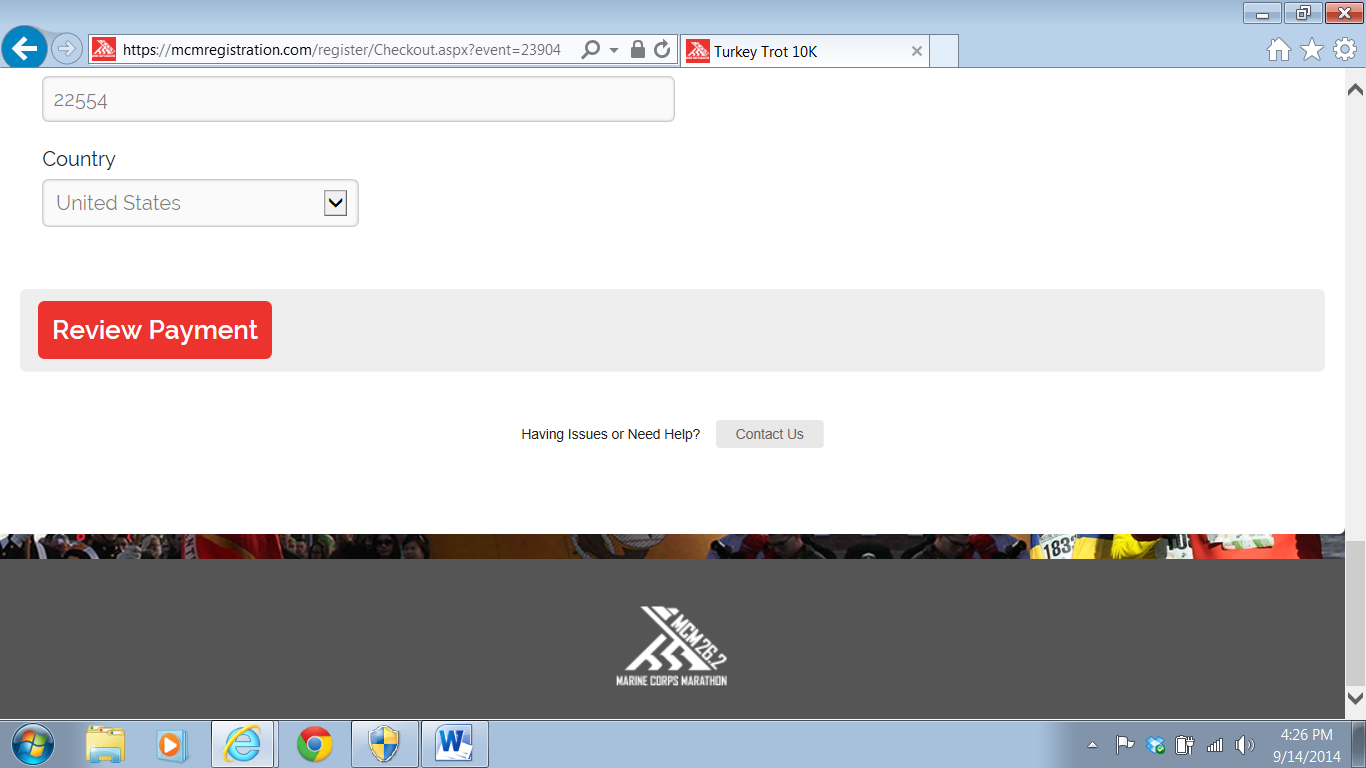 https://mcmregistration.com/register/Checkout.aspx?event=23904
Turkey Trot 10K
22554
Country
United States
Review Payment
Having Issues or Need Help?
Contact Us
183
MCM 26.2
MARINE CORPS MARATHON
4:26 PM
9/14/2014